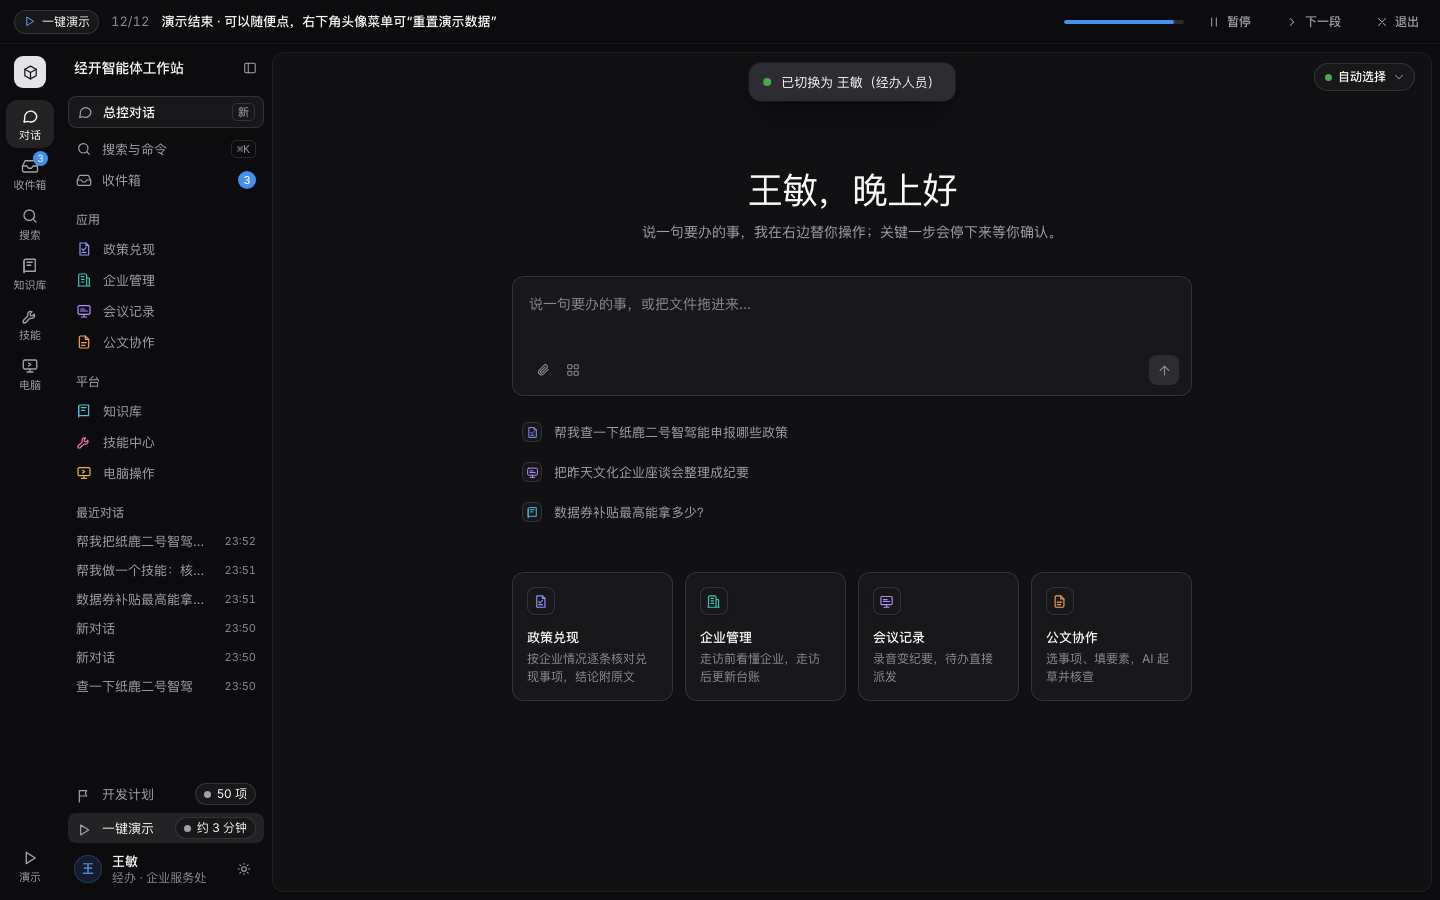 一键演示
12/12
演示结束 · 可以随便点，右下角头像菜单可“重置演示数据”
暂停
下一段
退出
对话
3
收件箱
搜索
知识库
技能
电脑
演示
经开智能体工作站
总控对话
新
搜索与命令
⌘K
收件箱
3
应用
政策兑现
企业管理
会议记录
公文协作
平台
知识库
技能中心
电脑操作
最近对话
帮我把纸鹿二号智驾...
23:52
帮我做一个技能：核...
23:51
数据券补贴最高能拿...
23:51
新对话
23:50
新对话
23:50
查一下纸鹿二号智驾
23:50
开发计划
50 项
一键演示
约 3 分钟
王
王敏
经办 · 企业服务处
已切换为 王敏（经办人员）
自动选择
王敏，晚上好
说一句要办的事，我在右边替你操作；关键一步会停下来等你确认。
说一句要办的事，或把文件拖进来...
帮我查一下纸鹿二号智驾能申报哪些政策
把昨天文化企业座谈会整理成纪要
数据券补贴最高能拿多少？
政策兑现
按企业情况逐条核对兑
现事项，结论附原文
企业管理
走访前看懂企业，走访
后更新台账
会议记录
录音变纪要，待办直接
派发
公文协作
选事项、填要素，AI 起
草并核查